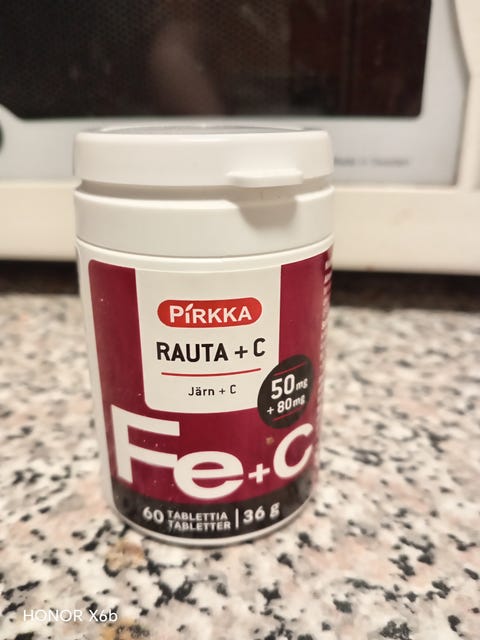 PIRKKA
RAUTA + C
Järn + C
50 mg
+ 80 mg
Fe+C
60 TABLETTIA
TABLETTER | 36 g
HONOR X6b